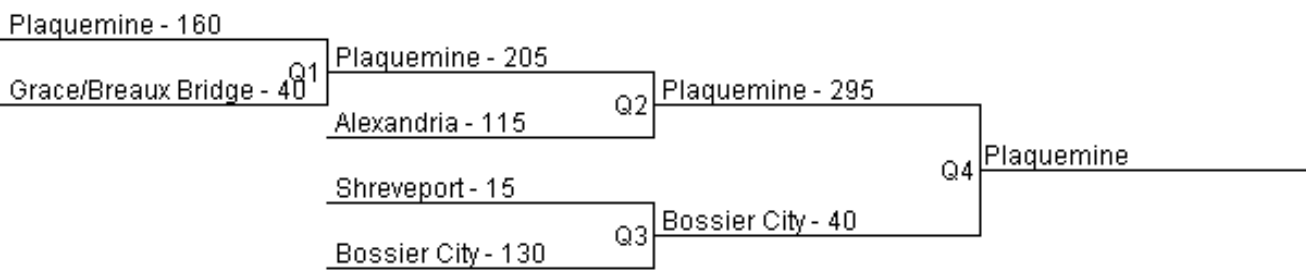 Plaquemine - 160
Q1
Grace/Breaux Bridge - 40
Plaquemine - 205
Q2
Alexandria - 115
Shreveport - 15
Q3
Bossier City - 130
Plaquemine - 295
Q4
Bossier City - 40
Plaquemine